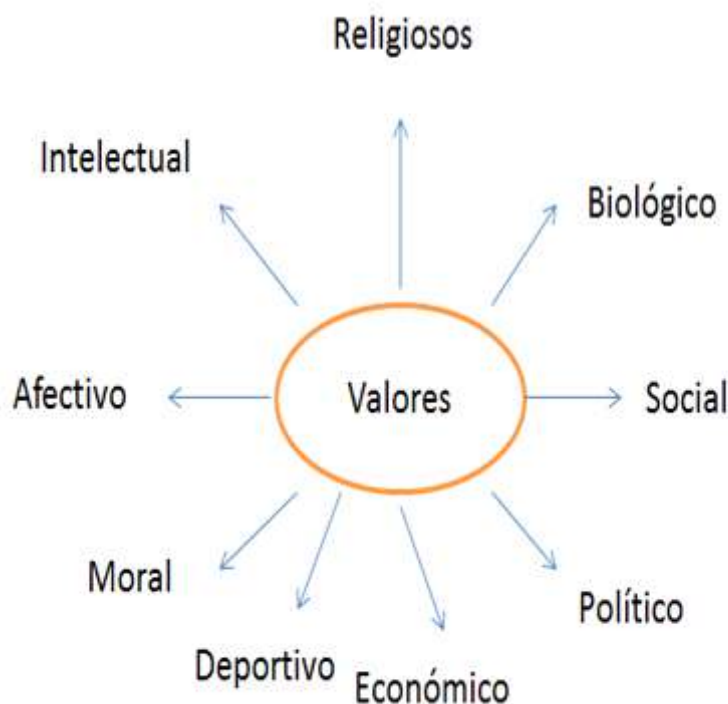 Religiosos
Intelectual
Biológico
Afectivo
Valores
Social
Moral
Político
Deportivo
Económico